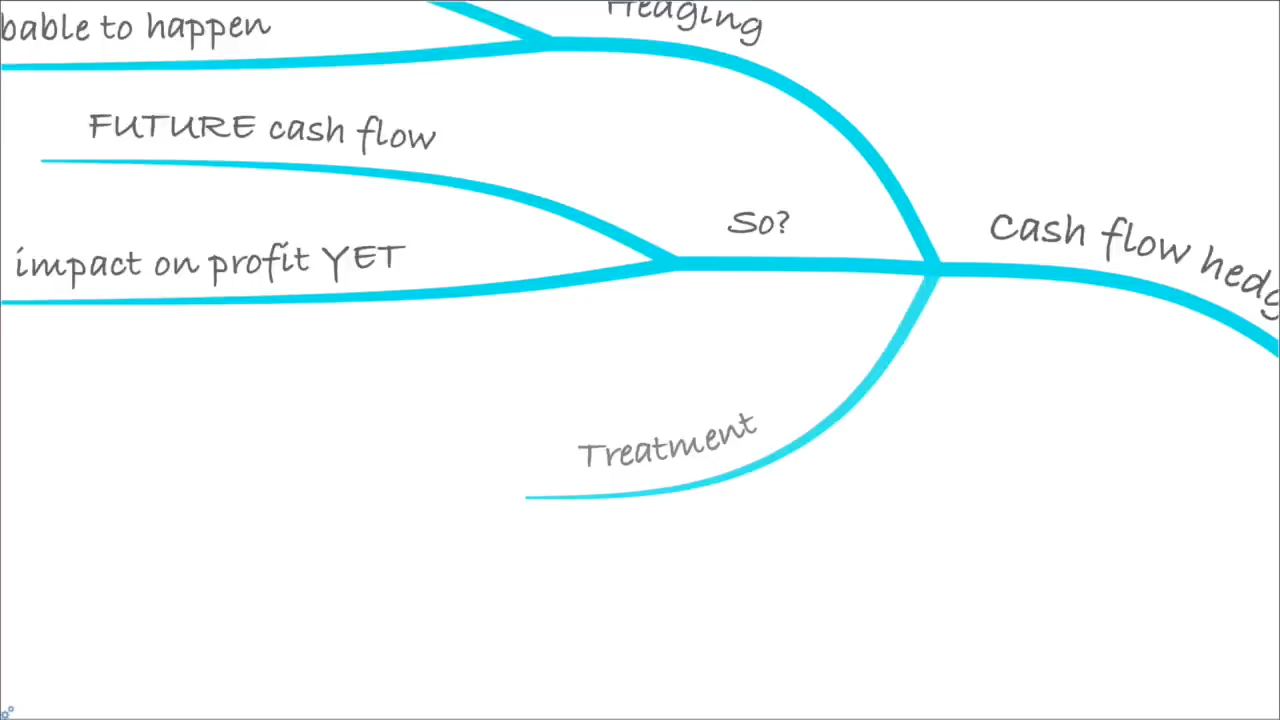 bable to happen
Hedging
FUTURE cash flow
So?
Cash flow hedg
impact on profit YET
Treatment